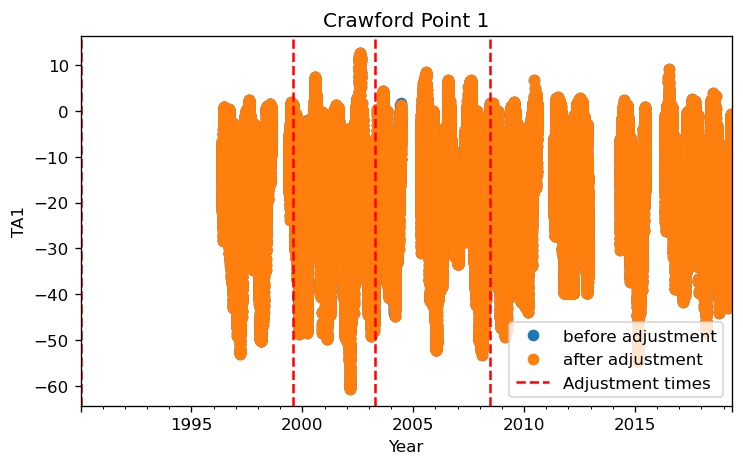 Crawford Point 1
TA1
10
0
−10
−20
−30
−40
−50
−60
before adjustment
after adjustment
Adjustment times
1995
2000
2005
2010
2015
Year